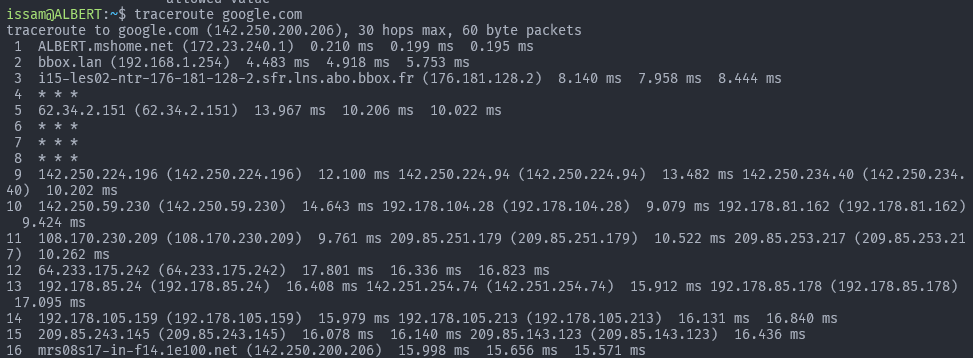 allowed value
issam@ALBERT:~$ traceroute google.com
traceroute to google.com (142.250.200.206), 30 hops max, 60 byte packets
 1  ALBERT.mshome.net (172.23.240.1)  0.210 ms  0.199 ms  0.195 ms
 2  bbox.lan (192.168.1.254)  4.483 ms  4.918 ms  5.753 ms
 3  i15-les02-ntr-176-181-128-2.sfr.lns.abo.bbox.fr (176.181.128.2)  8.140 ms  7.958 ms  8.444 ms
 4  * * *
 5  62.34.2.151 (62.34.2.151)  13.967 ms  10.206 ms  10.022 ms
 6  * * *
 7  * * *
 8  * * *
 9  142.250.224.196 (142.250.224.196)  12.100 ms 142.250.224.94 (142.250.224.94)  13.482 ms 142.250.234.40 (142.250.234.
40)  10.202 ms
10  142.250.59.230 (142.250.59.230)  14.643 ms 192.178.104.28 (192.178.104.28)  9.079 ms 192.178.81.162 (192.178.81.162)
  9.424 ms
11  108.170.230.209 (108.170.230.209)  9.761 ms 209.85.251.179 (209.85.251.179)  10.522 ms 209.85.253.217 (209.85.253.21
7)  10.262 ms
12  64.233.175.242 (64.233.175.242)  17.801 ms  16.336 ms  16.823 ms
13  192.178.85.24 (192.178.85.24)  16.408 ms 142.251.254.74 (142.251.254.74)  15.912 ms 192.178.85.178 (192.178.85.178)
 17.095 ms
14  192.178.105.159 (192.178.105.159)  15.979 ms 192.178.105.213 (192.178.105.213)  16.131 ms  16.840 ms
15  209.85.243.145 (209.85.243.145)  16.078 ms  16.140 ms 209.85.143.123 (209.85.143.123)  16.436 ms
16  mrs08s17-in-f14.1e100.net (142.250.200.206)  15.998 ms  15.656 ms  15.571 ms